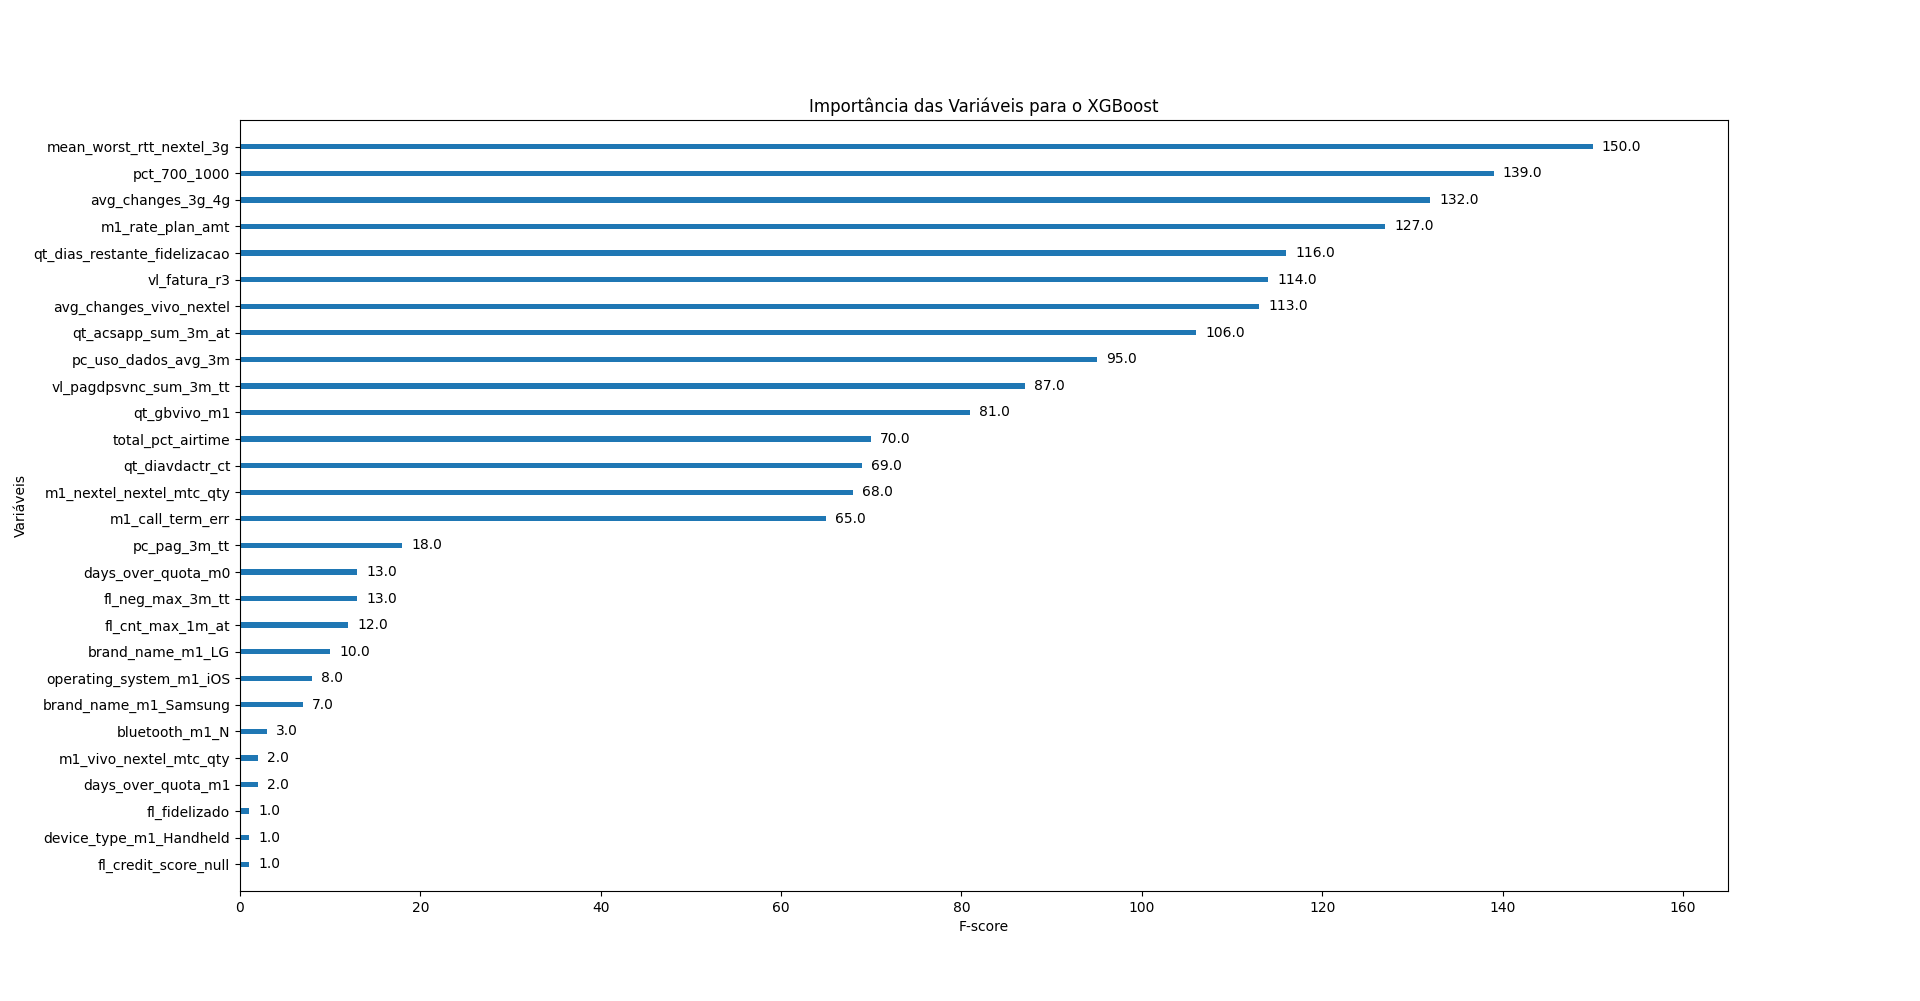 Importância das Variáveis para o XGBoost
Variáveis
mean_worst_rtt_nextel_3g 150.0
pct_700_1000 139.0
avg_changes_3g_4g 132.0
m1_rate_plan_amt 127.0
qt_dias_restante_fidelizacao 116.0
vl_fatura_r3 114.0
avg_changes_vivo_nextel 113.0
qt_acsapp_sum_3m_at 106.0
pc_uso_dados_avg_3m 95.0
vl_pagdpsvnc_sum_3m_tt 87.0
qt_gbvivo_m1 81.0
total_pct_airtime 70.0
qt_diavdactr_ct 69.0
m1_nextel_nextel_mtc_qty 68.0
m1_call_term_err 65.0
pc_pag_3m_tt 18.0
days_over_quota_m0 13.0
fl_neg_max_3m_tt 13.0
fl_cnt_max_1m_at 12.0
brand_name_m1_LG 10.0
operating_system_m1_iOS 8.0
brand_name_m1_Samsung 7.0
bluetooth_m1_N 3.0
m1_vivo_nextel_mtc_qty 2.0
days_over_quota_m1 2.0
fl_fidelizado 1.0
device_type_m1_Handheld 1.0
fl_credit_score_null 1.0
0 20 40 60 80 100 120 140 160
F-score